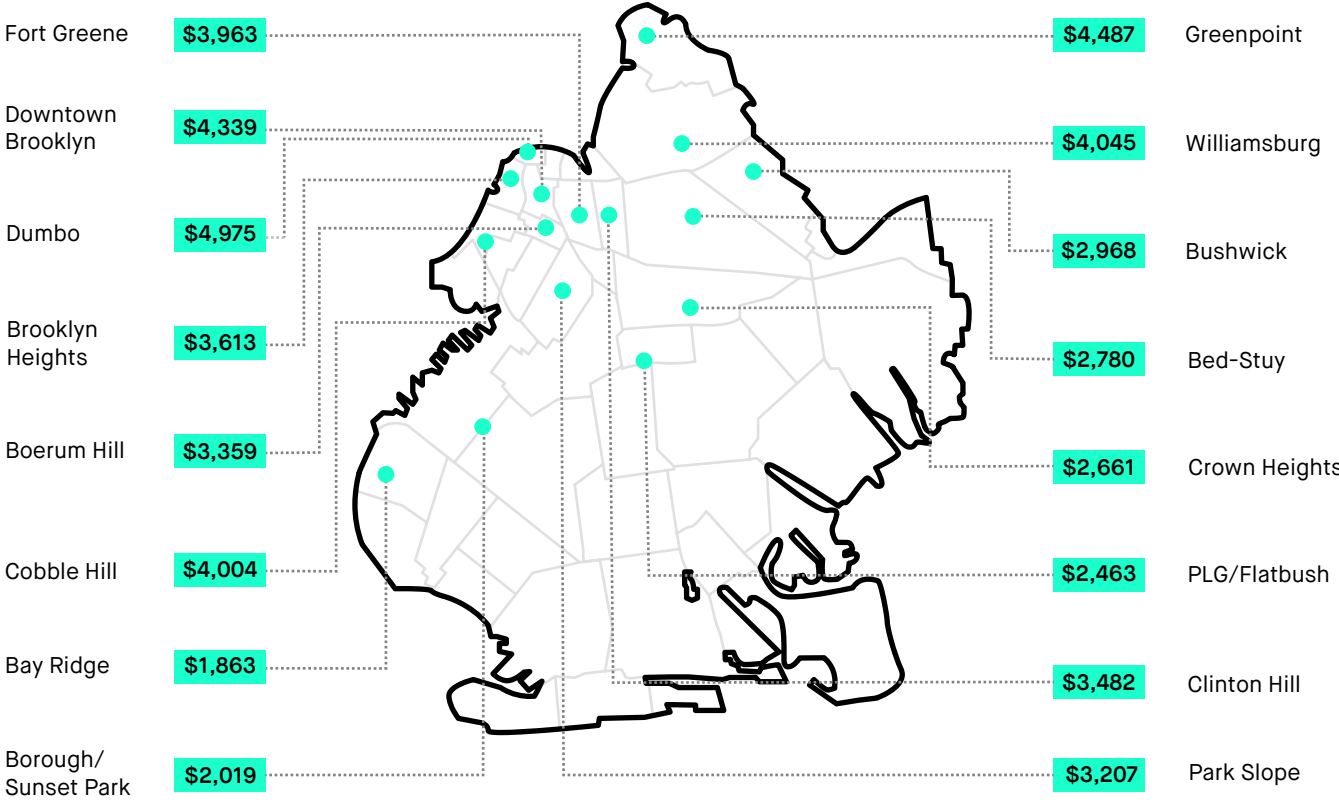 Fort Greene $3,963
Downtown
Brooklyn $4,339
Dumbo $4,975
Brooklyn
Heights $3,613
Boerum Hill $3,359
Cobble Hill $4,004
Bay Ridge $1,863
Borough/
Sunset Park $2,019
$4,487 Greenpoint
$4,045 Williamsburg
$2,968 Bushwick
$2,780 Bed-Stuy
$2,661 Crown Heights
$2,463 PLG/Flatbush
$3,482 Clinton Hill
$3,207 Park Slope